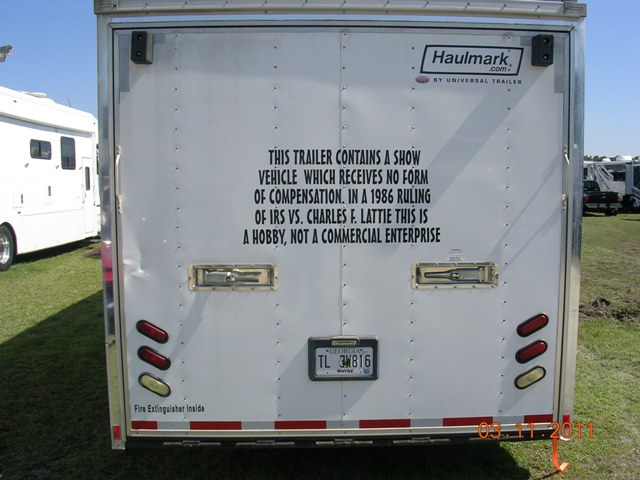 Haulmark
.com
BY UNIVERSAL TRAILER
THIS TRAILER CONTAINS A SHOW
VEHICLE WHICH RECEIVES NO FORM
OF COMPENSATION. IN A 1986 RULING
OF IRS VS. CHARLES F. LATTIE THIS IS
A HOBBY, NOT A COMMERCIAL ENTERPRISE
GEORGIA
TL 3W816
WAYNE
Fire Extinguisher Inside
03.11.2011